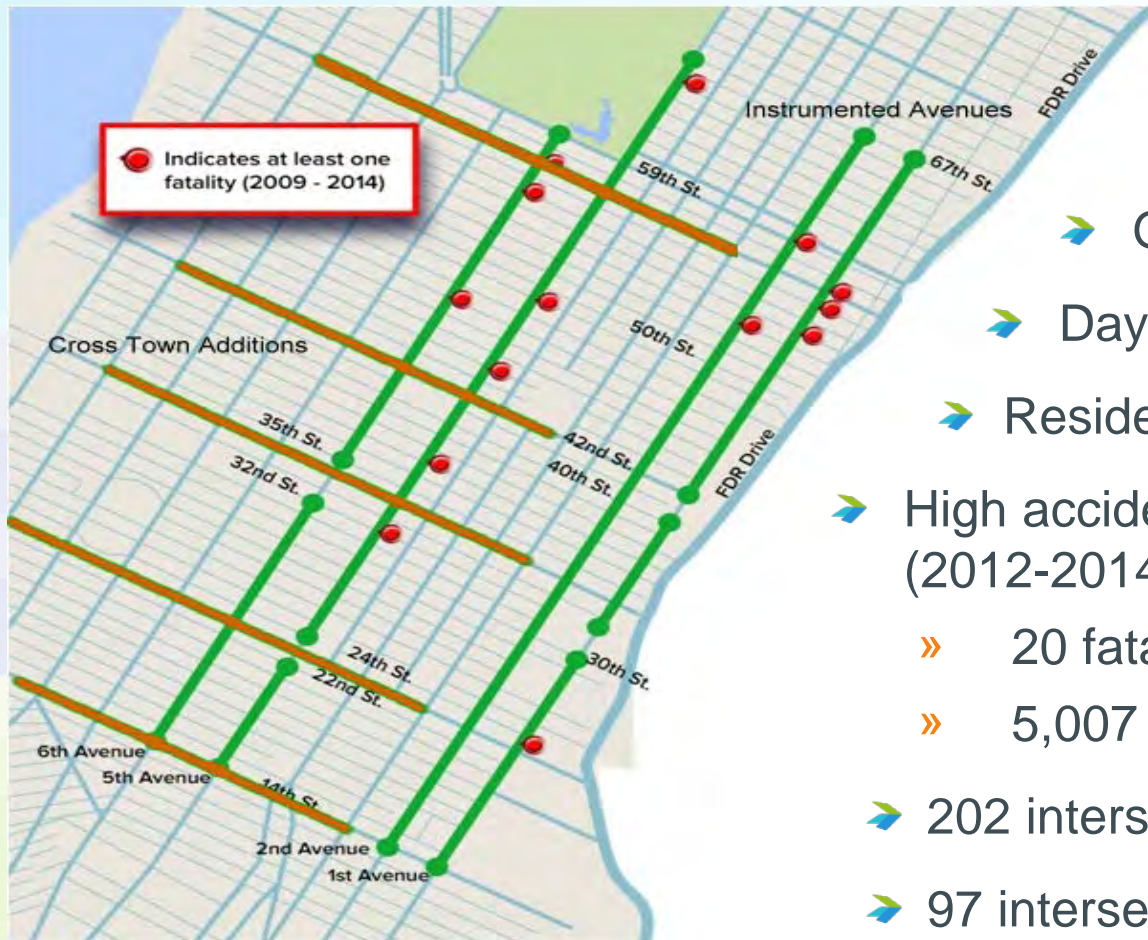 FDR Drive
Instrumented Avenues
Indicates at least one
fatality (2009 - 2014)
59th St.
67th St.
50th St.
Day
Cross Town Additions
Reside
35th St.
42nd St.
32nd St.
40th St.
FDR Drive
High accide
(2012-2014
» 20 fata
24th St.
30th St.
22nd St.
» 5,007
6th Avenue
5th Avenue
14th St.
202 inters
2nd Avenue
1st Avenue
97 interse